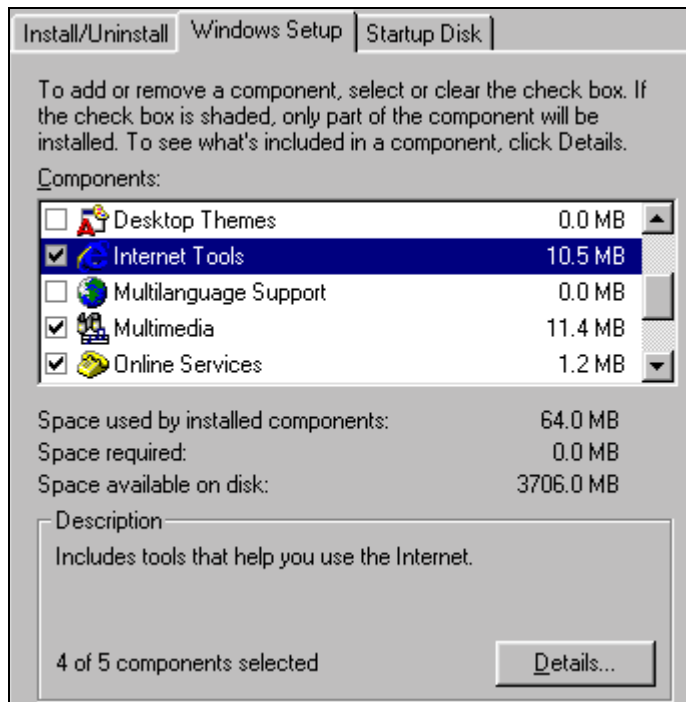 Install/Uninstall Windows Setup Startup Disk
To add or remove a component, select or clear the check box. If
the check box is shaded, only part of the component will be
installed. To see what's included in a component, click Details.
Components:
Desktop Themes 0.0 MB
Internet Tools 10.5 MB
Multilanguage Support 0.0 MB
Multimedia 11.4 MB
Online Services 1.2 MB
Space used by installed components: 64.0 MB
Space required: 0.0 MB
Space available on disk: 3706.0 MB
Description
Includes tools that help you use the Internet.
4 of 5 components selected Details...